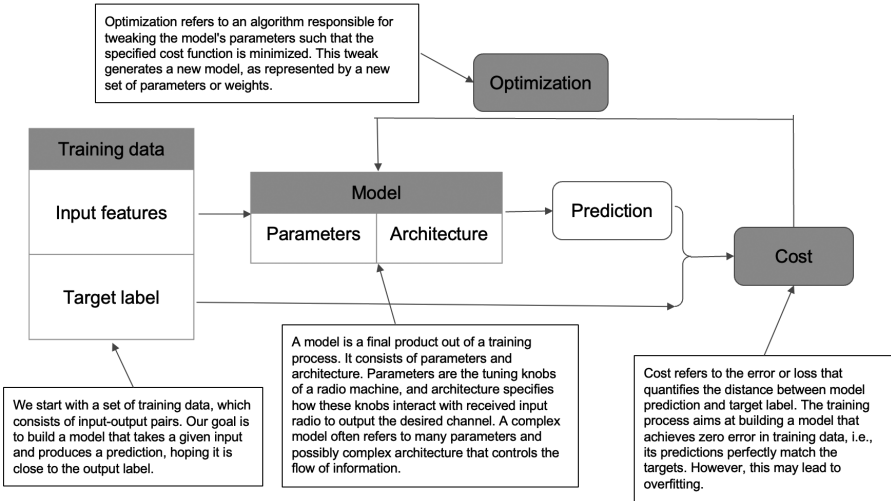 Optimization refers to an algorithm responsible for
tweaking the model's parameters such that the
specified cost function is minimized. This tweak
generates a new model, as represented by a new
set of parameters or weights.
Optimization
Training data
Input features
Target label
Model
Parameters
Architecture
Prediction
Cost
We start with a set of training data, which
consists of input-output pairs. Our goal is
to build a model that takes a given input
and produces a prediction, hoping it is
close to the output label.
A model is a final product out of a training
process. It consists of parameters and
architecture. Parameters are the tuning knobs
of a radio machine, and architecture specifies
how these knobs interact with received input
radio to output the desired channel. A complex
model often refers to many parameters and
possibly complex architecture that controls the
flow of information.
Cost refers to the error or loss that
quantifies the distance between model
prediction and target label. The training
process aims at building a model that
achieves zero error in training data, i.e.,
its predictions perfectly match the
targets. However, this may lead to
overfitting.